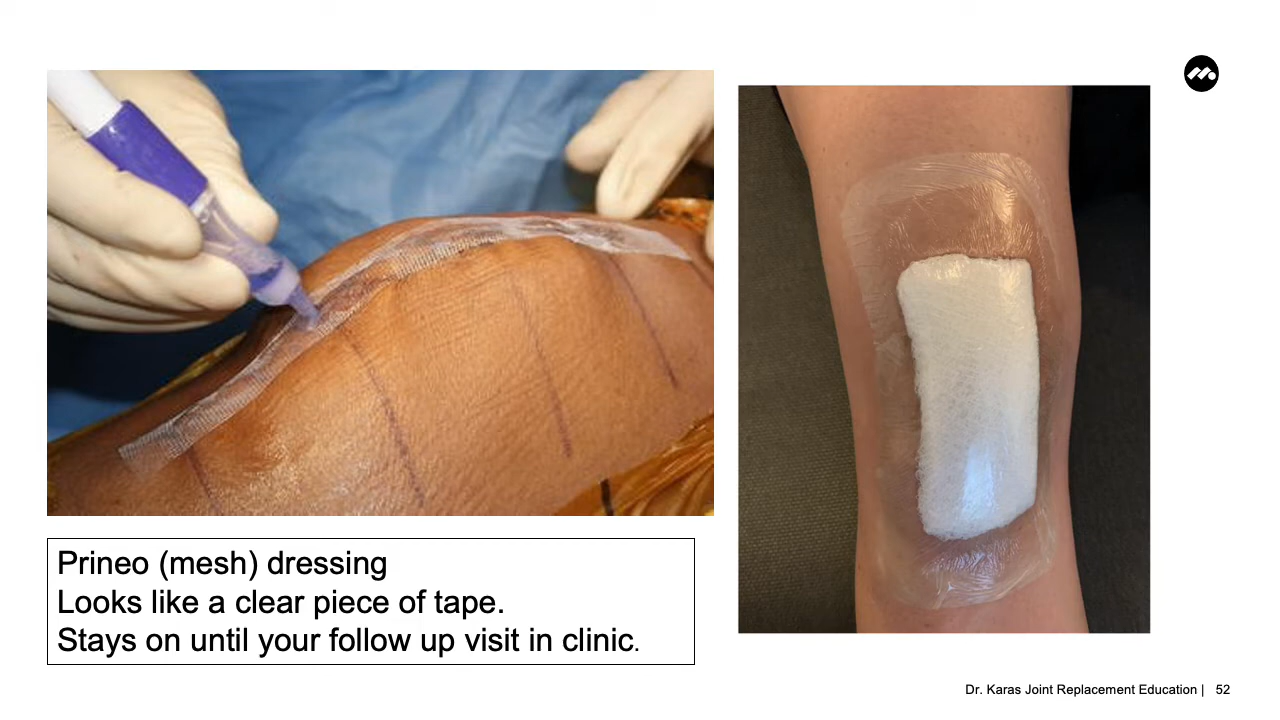 Prineo (mesh) dressing
Looks like a clear piece of tape.
Stays on until your follow up visit in clinic.
Dr. Karas Joint Replacement Education | 52